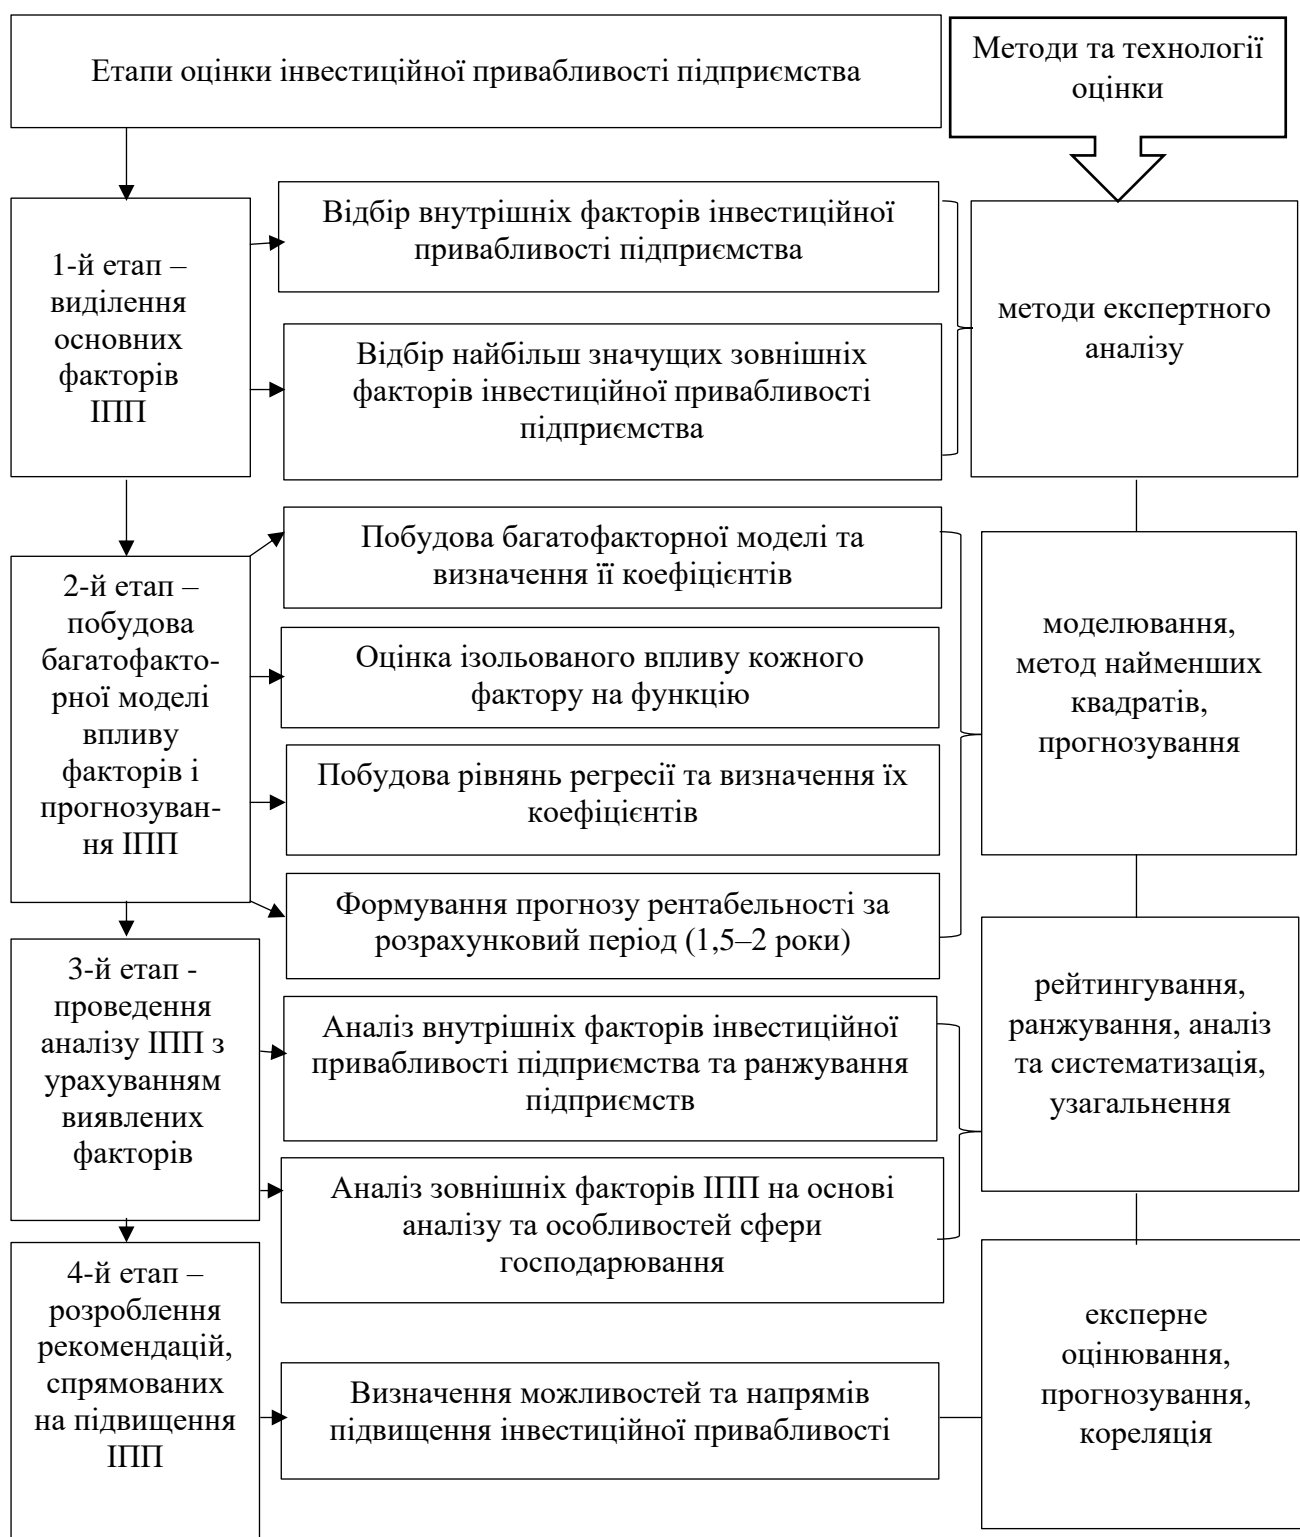 Етапи оцінки інвестиційної привабливості підприємства
Методи та технології
оцінки
1-й етап –
виділення
основних
факторів
ІПП
Відбір внутрішніх факторів інвестиційної
привабливості підприємства
Відбір найбільш значущих зовнішніх
факторів інвестиційної привабливості
підприємства
методи експертного
аналізу
2-й етап –
побудова
багатофакто-
рної моделі
впливу
факторів і
прогнозуван-
ня ІПП
Побудова багатофакторної моделі та
визначення її коефіцієнтів
Оцінка ізольованого впливу кожного
фактору на функцію
Побудова рівнянь регресії та визначення їх
коефіцієнтів
Формування прогнозу рентабельності за
розрахунковий період (1,5–2 роки)
моделювання,
метод найменших
квадратів,
прогнозування
3-й етап -
проведення
аналізу ІПП з
урахуванням
виявлених
факторів
Аналіз внутрішніх факторів інвестиційної
привабливості підприємства та ранжування
підприємств
Аналіз зовнішніх факторів ІПП на основі
аналізу та особливостей сфери
господарювання
рейтингування,
ранжування, аналіз
та систематизація,
узагальнення
4-й етап –
розроблення
рекомендацій,
спрямованих
на підвищення
ІПП
Визначення можливостей та напрямів
підвищення інвестиційної привабливості
експерне
оцінювання,
прогнозування,
кореляція